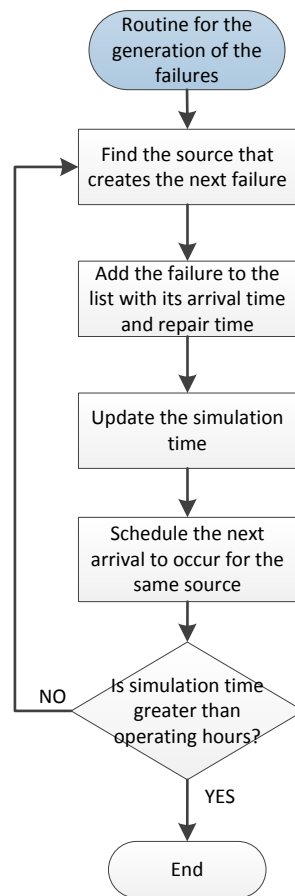 Routine for the
generation of the
failures
Find the source that
creates the next failure
Add the failure to the
list with its arrival time
and repair time
Update the simulation
time
Schedule the next
arrival to occur for the
same source
Is simulation time
greater than
operating hours?
NO
YES
End